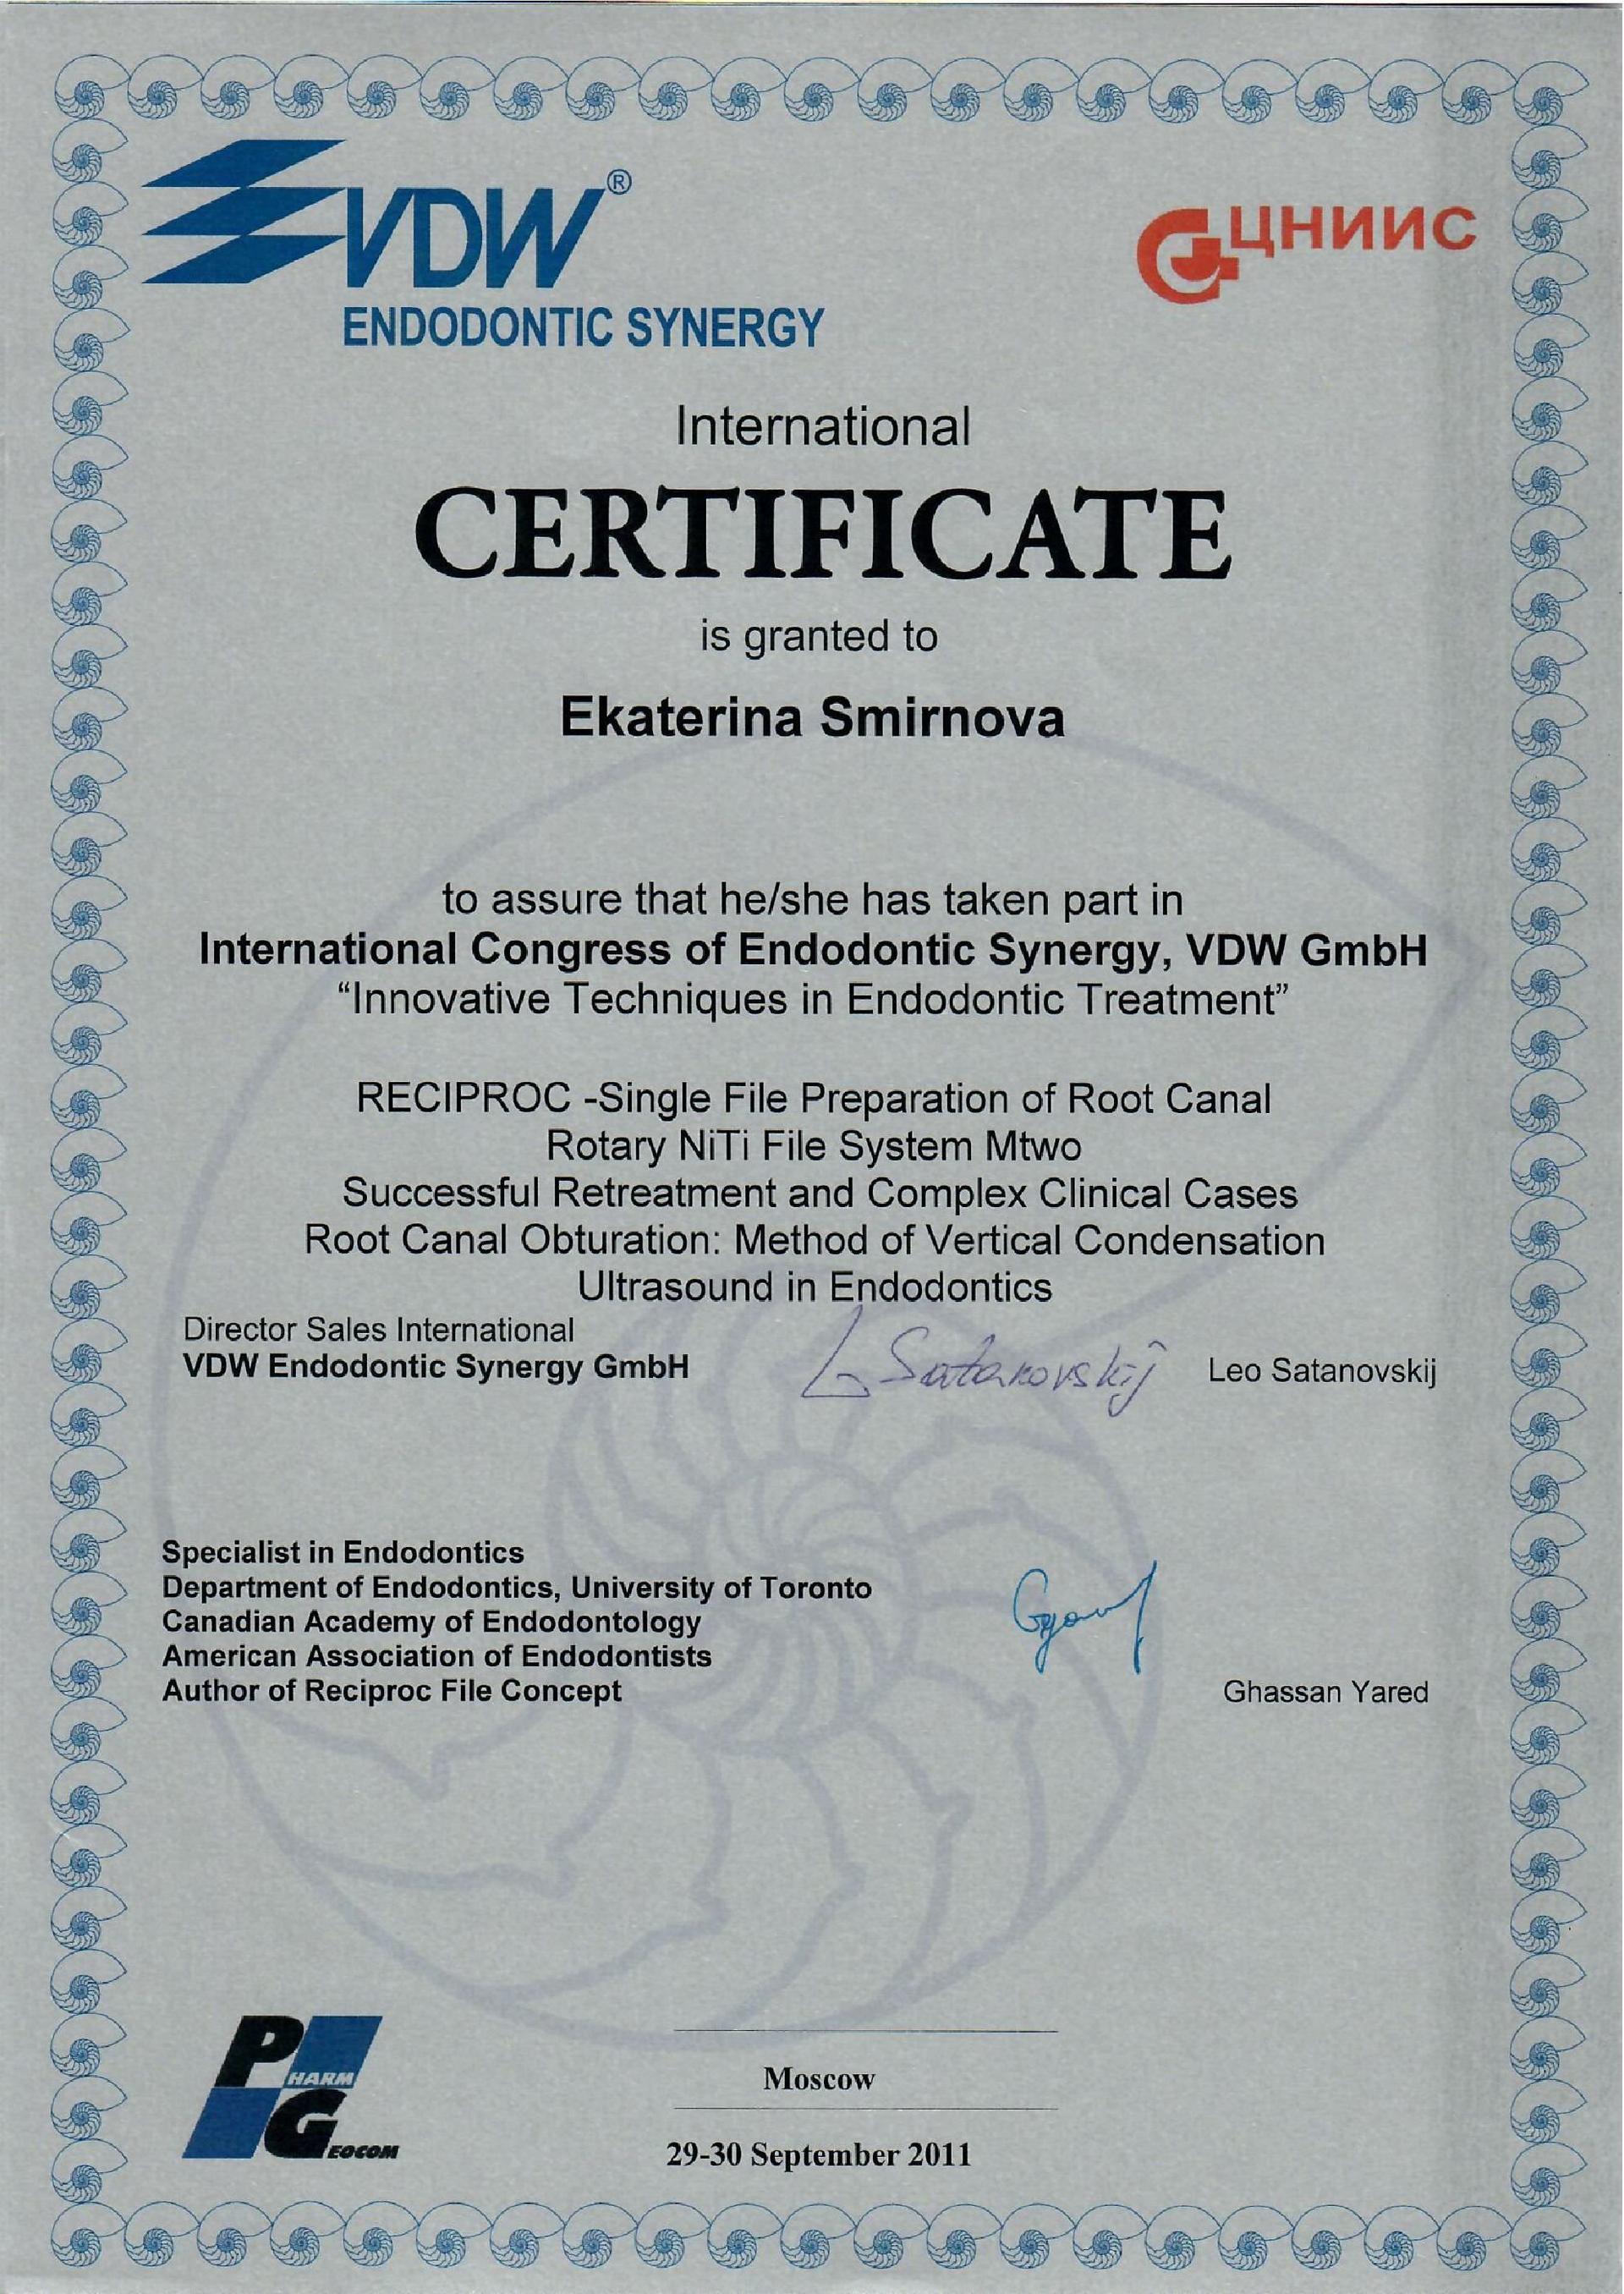 VDW®
ENDODONTIC SYNERGY
ЦНИИС
International
CERTIFICATE
is granted to
Ekaterina Smirnova
to assure that he/she has taken part in
International Congress of Endodontic Synergy, VDW GmbH
“Innovative Techniques in Endodontic Treatment”
RECIPROC -Single File Preparation of Root Canal
Rotary NiTi File System Mtwo
Successful Retreatment and Complex Clinical Cases
Root Canal Obturation: Method of Vertical Condensation
Ultrasound in Endodontics
Director Sales International
VDW Endodontic Synergy GmbH
L Satanovskij
Leo Satanovskij
Specialist in Endodontics
Department of Endodontics, University of Toronto
Canadian Academy of Endodontology
American Association of Endodontists
Author of Reciproc File Concept
Ghassan Yared
PHARM
GEOCOM
Moscow
29-30 September 2011